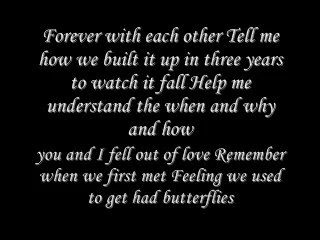 Forever with each other Tell me
how we built it up in three years
to watch it fall Help me
understand the when and why
and how
you and I fell out of love Remember
when we first met Feeling we used
to get had butterflies